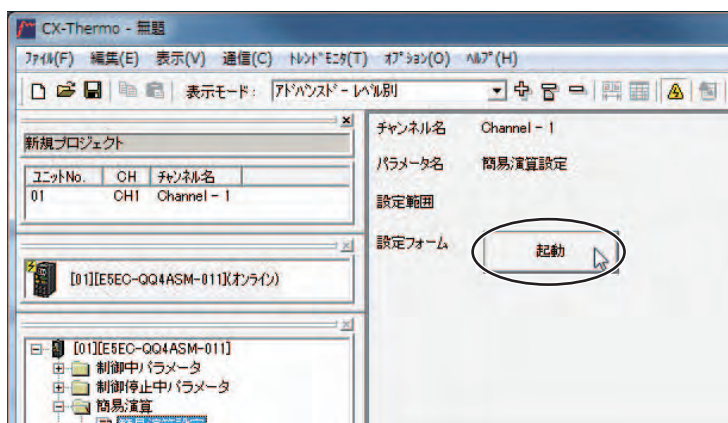 CX-Thermo - 無題
ファイル(F) 編集(E) 表示(V) 通信(C) トレンドモニタ(T) オプション(O) ヘルプ(H)
表示モード： アドバンスド - レベル別
新規プロジェクト
ユニットNo. CH チャンネル名
01 CH1 Channel - 1
[01][E5EC-QQ4ASM-011](オンライン)
[01][E5EC-QQ4ASM-011]
制御中パラメータ
制御停止中パラメータ
簡易演算
簡易演算設定
チャンネル名 Channel - 1
パラメータ名 簡易演算設定
設定範囲
設定フォーム 起動